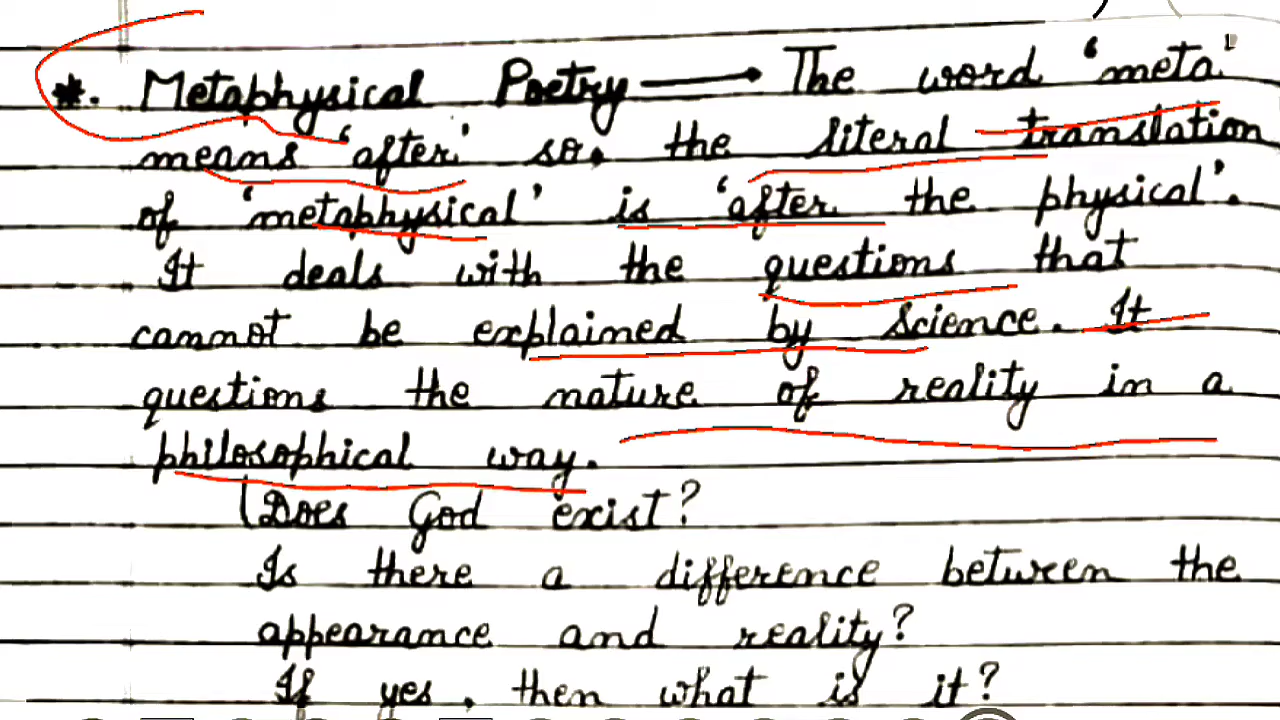 *. Metaphysical Poetry ⟶ The word 'meta'
means 'after' so, the literal translation
of 'metaphysical' is 'after the physical'.
It deals with the questions that
cannot be explained by science. It
questions the nature of reality in a
philosophical way.
(Does God exist?
Is there a difference between the
appearance and reality?
If yes, then what is it?